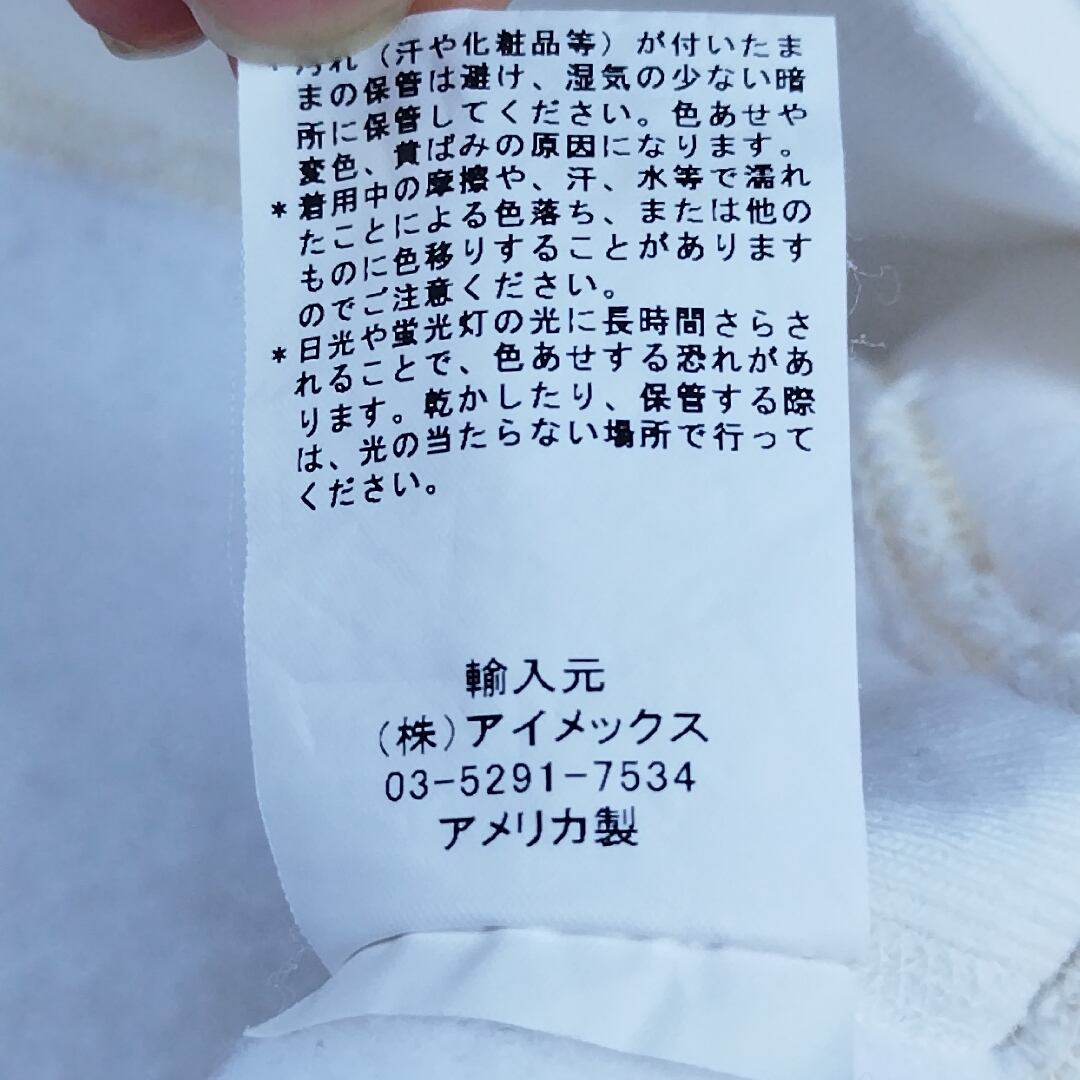 汚れ（汗や化粧品等）が付いたま
まの保管は避け、湿気の少ない暗
所に保管してください。色あせや
変色、黄ばみの原因になります。
*着用中の摩擦や、汗、水等で濡れ
たことによる色落ち、または他の
ものに色移りすることがあります
のでご注意ください。
*日光や蛍光灯の光に長時間さらさ
れることで、色あせする恐れがあ
ります。乾かしたり、保管する際
は、光の当たらない場所で行って
ください。
輸入元
(株)アイメックス
03-5291-7534
アメリカ製